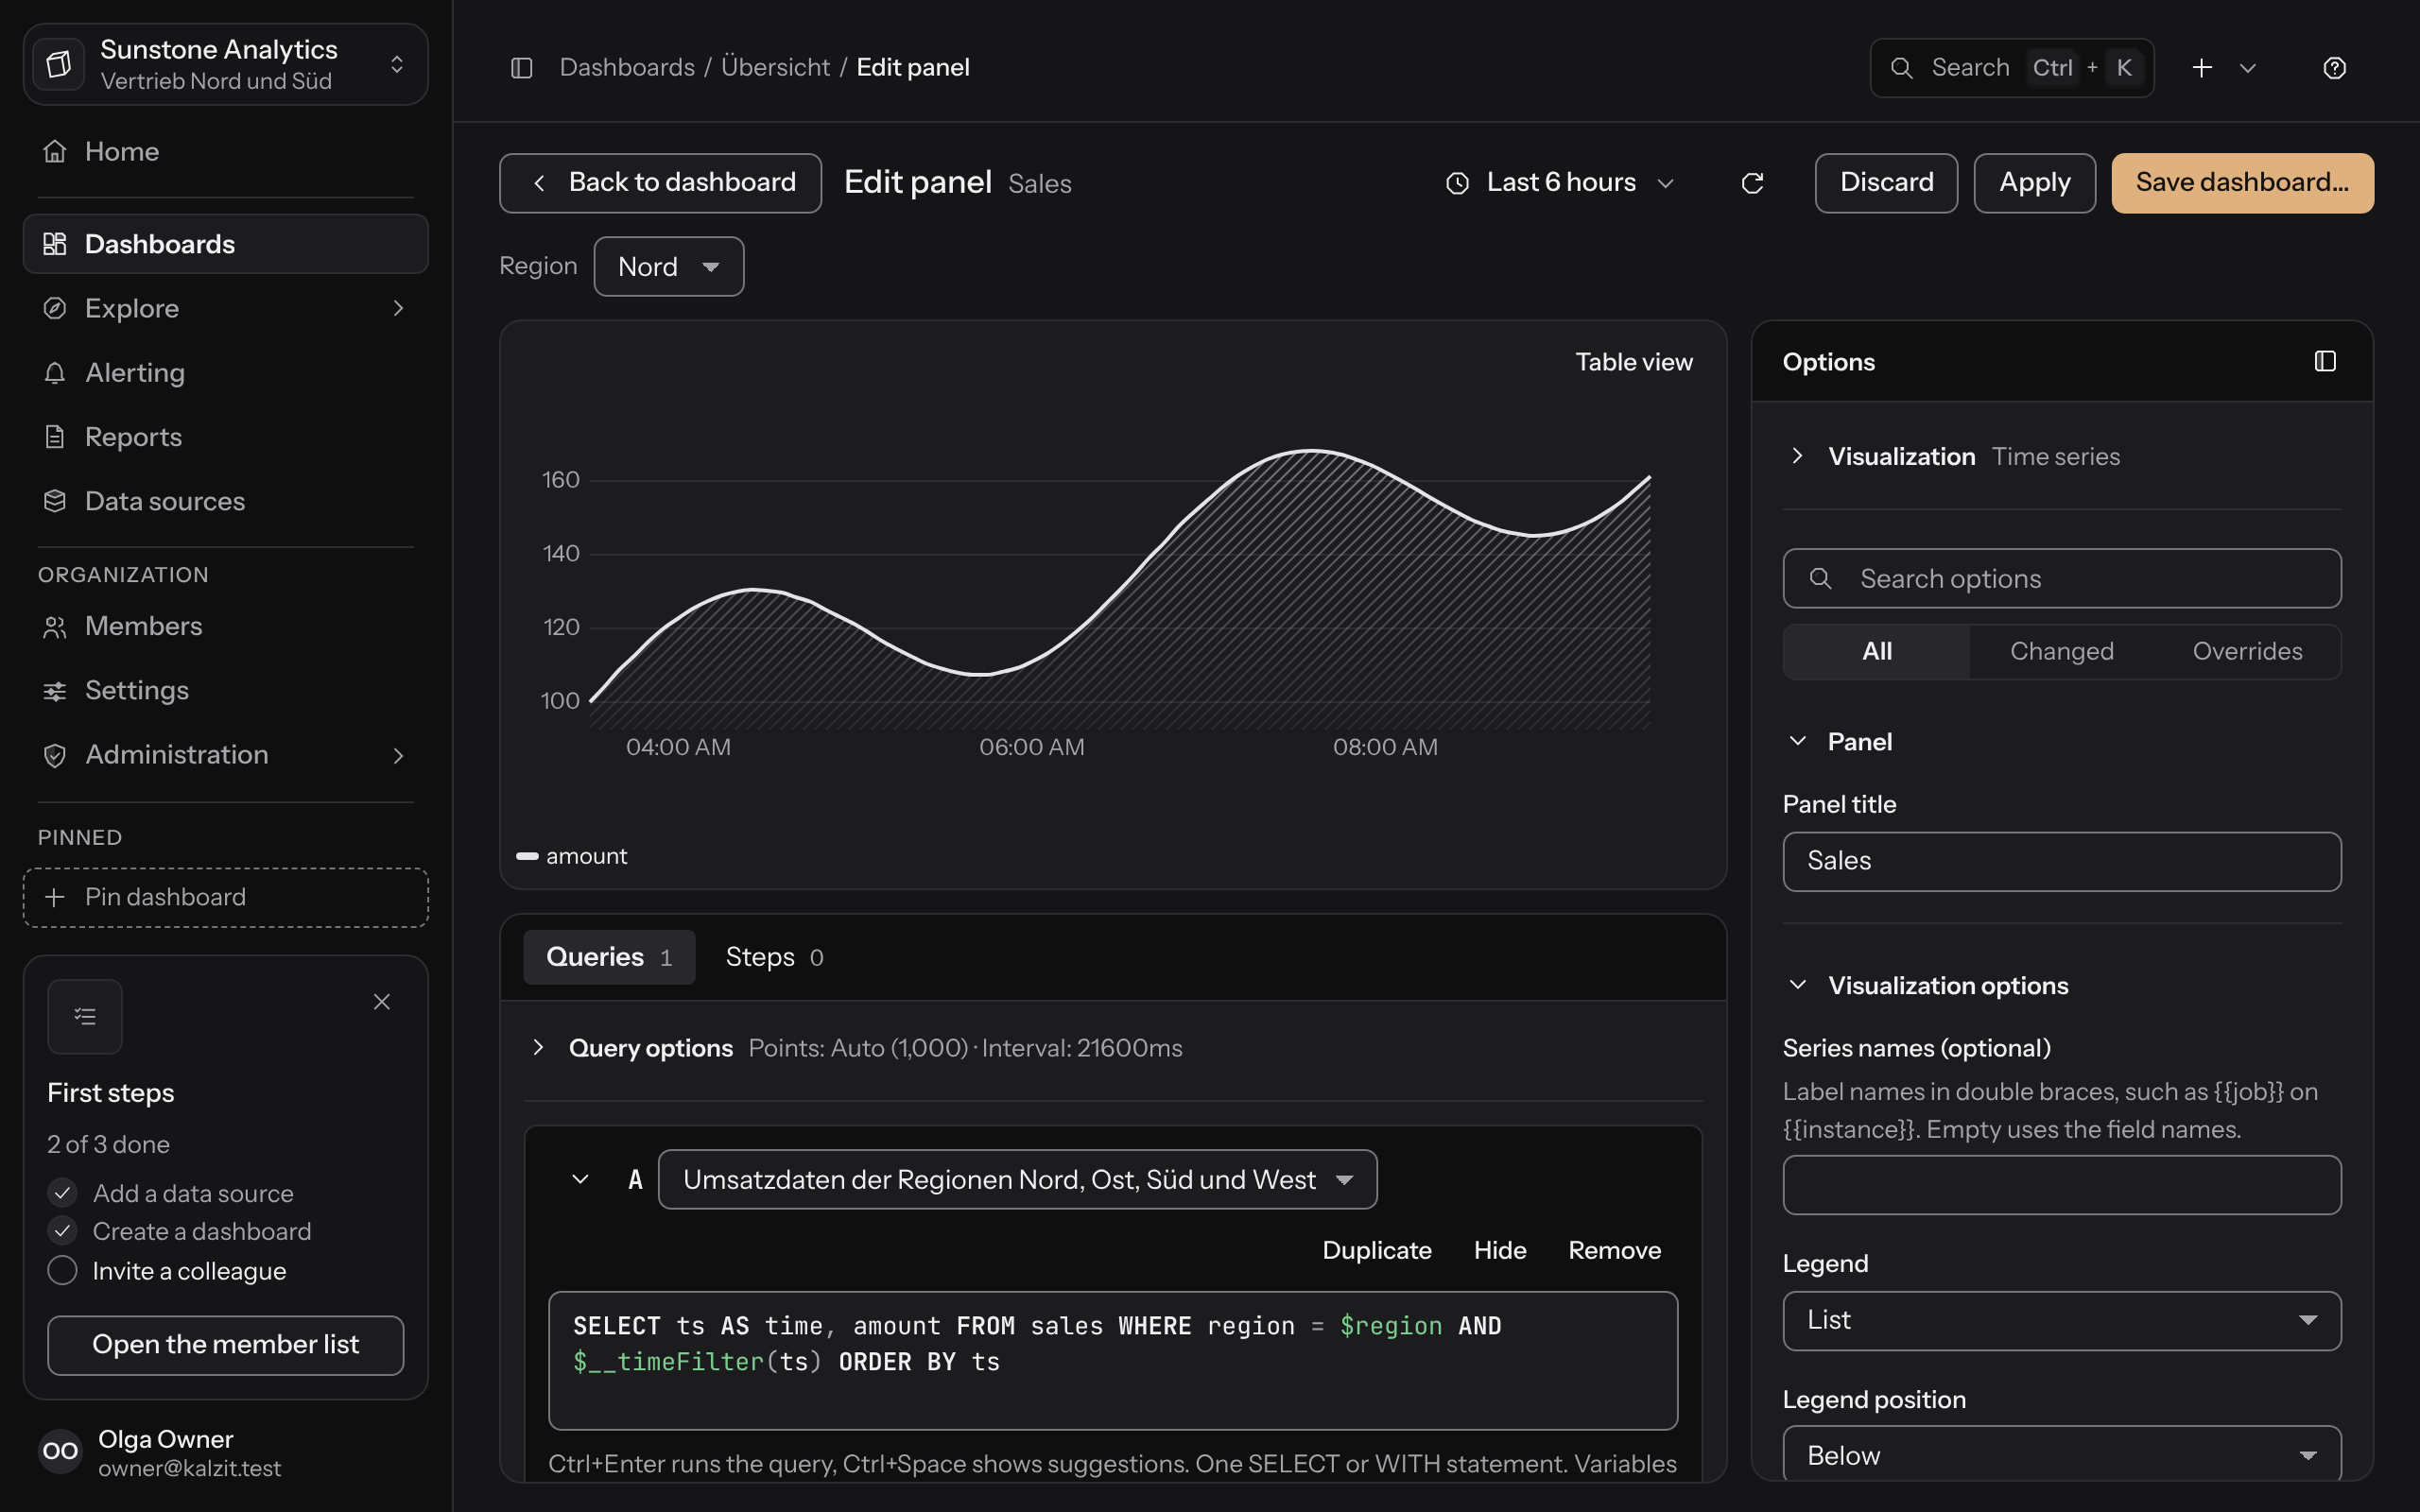 Sunstone Analytics
Vertrieb Nord und Süd
Home
Dashboards
Explore
Alerting
Reports
Data sources
ORGANIZATION
Members
Settings
Administration
PINNED
Pin dashboard
First steps
2 of 3 done
Add a data source
Create a dashboard
Invite a colleague
Open the member list
OO
Olga Owner
owner@kalzit.test
Dashboards / Übersicht / Edit panel
Search Ctrl + K
Back to dashboard
Edit panel Sales
Last 6 hours
Discard
Apply
Save dashboard...
Region
Nord
Table view
160
140
120
100
04:00 AM
06:00 AM
08:00 AM
amount
Queries 1
Steps 0
Query options Points: Auto (1,000) · Interval: 21600ms
A
Umsatzdaten der Regionen Nord, Ost, Süd und West
Duplicate
Hide
Remove
SELECT ts AS time, amount FROM sales WHERE region = $region AND
$__timeFilter(ts) ORDER BY ts
Ctrl+Enter runs the query, Ctrl+Space shows suggestions. One SELECT or WITH statement. Variables
Options
Visualization Time series
Search options
All
Changed
Overrides
Panel
Panel title
Sales
Visualization options
Series names (optional)
Label names in double braces, such as {{job}} on
{{instance}}. Empty uses the field names.
Legend
List
Legend position
Below